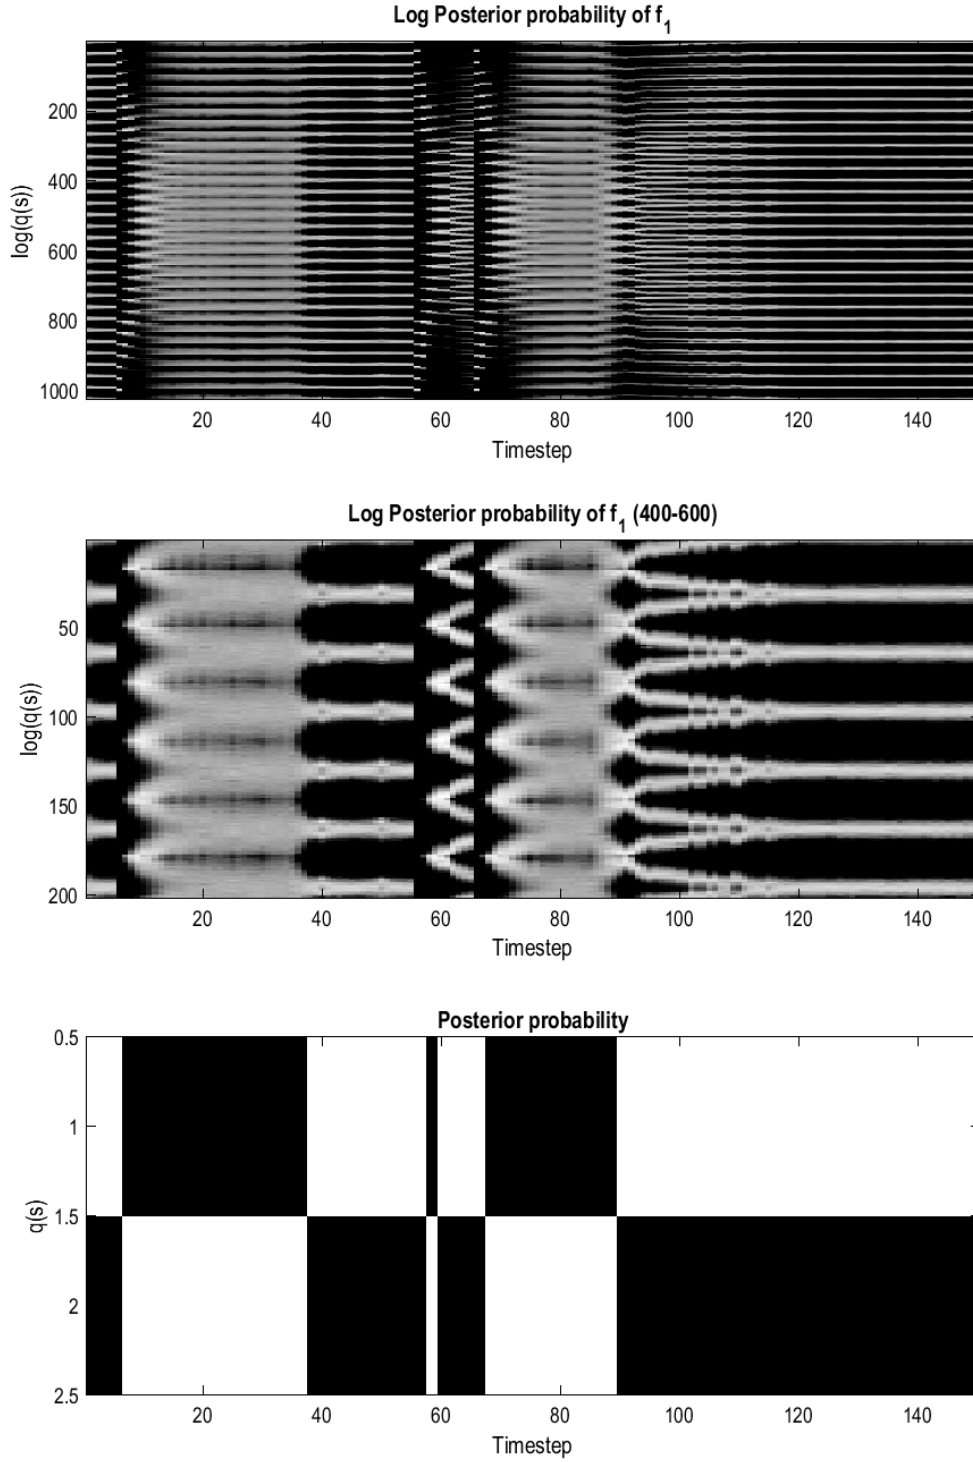 Log Posterior probability of f1
log(q(s))
200
400
600
800
1000
20 40 60 80 100 120 140
Timestep
Log Posterior probability of f1 (400-600)
log(q(s))
50
100
150
200
20 40 60 80 100 120 140
Timestep
Posterior probability
q(s)
0.5
1
1.5
2
2.5
20 40 60 80 100 120 140
Timestep